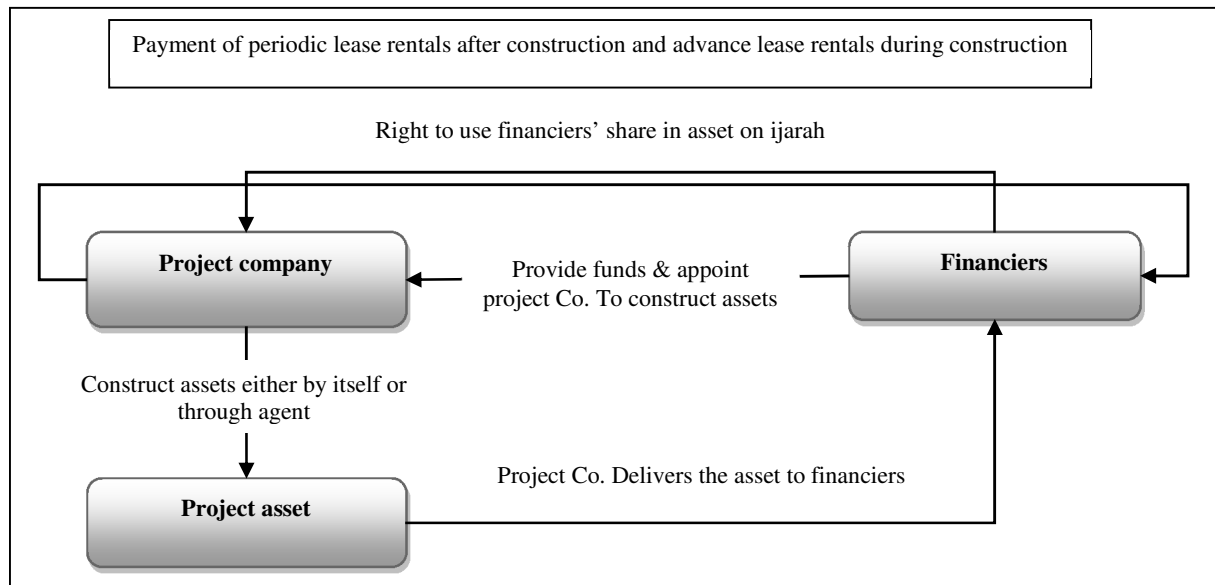 Payment of periodic lease rentals after construction and advance lease rentals during construction
Right to use financiers’ share in asset on ijarah
Project company
Provide funds & appoint
project Co. To construct assets
Financiers
Construct assets either by itself or
through agent
Project Co. Delivers the asset to financiers
Project asset